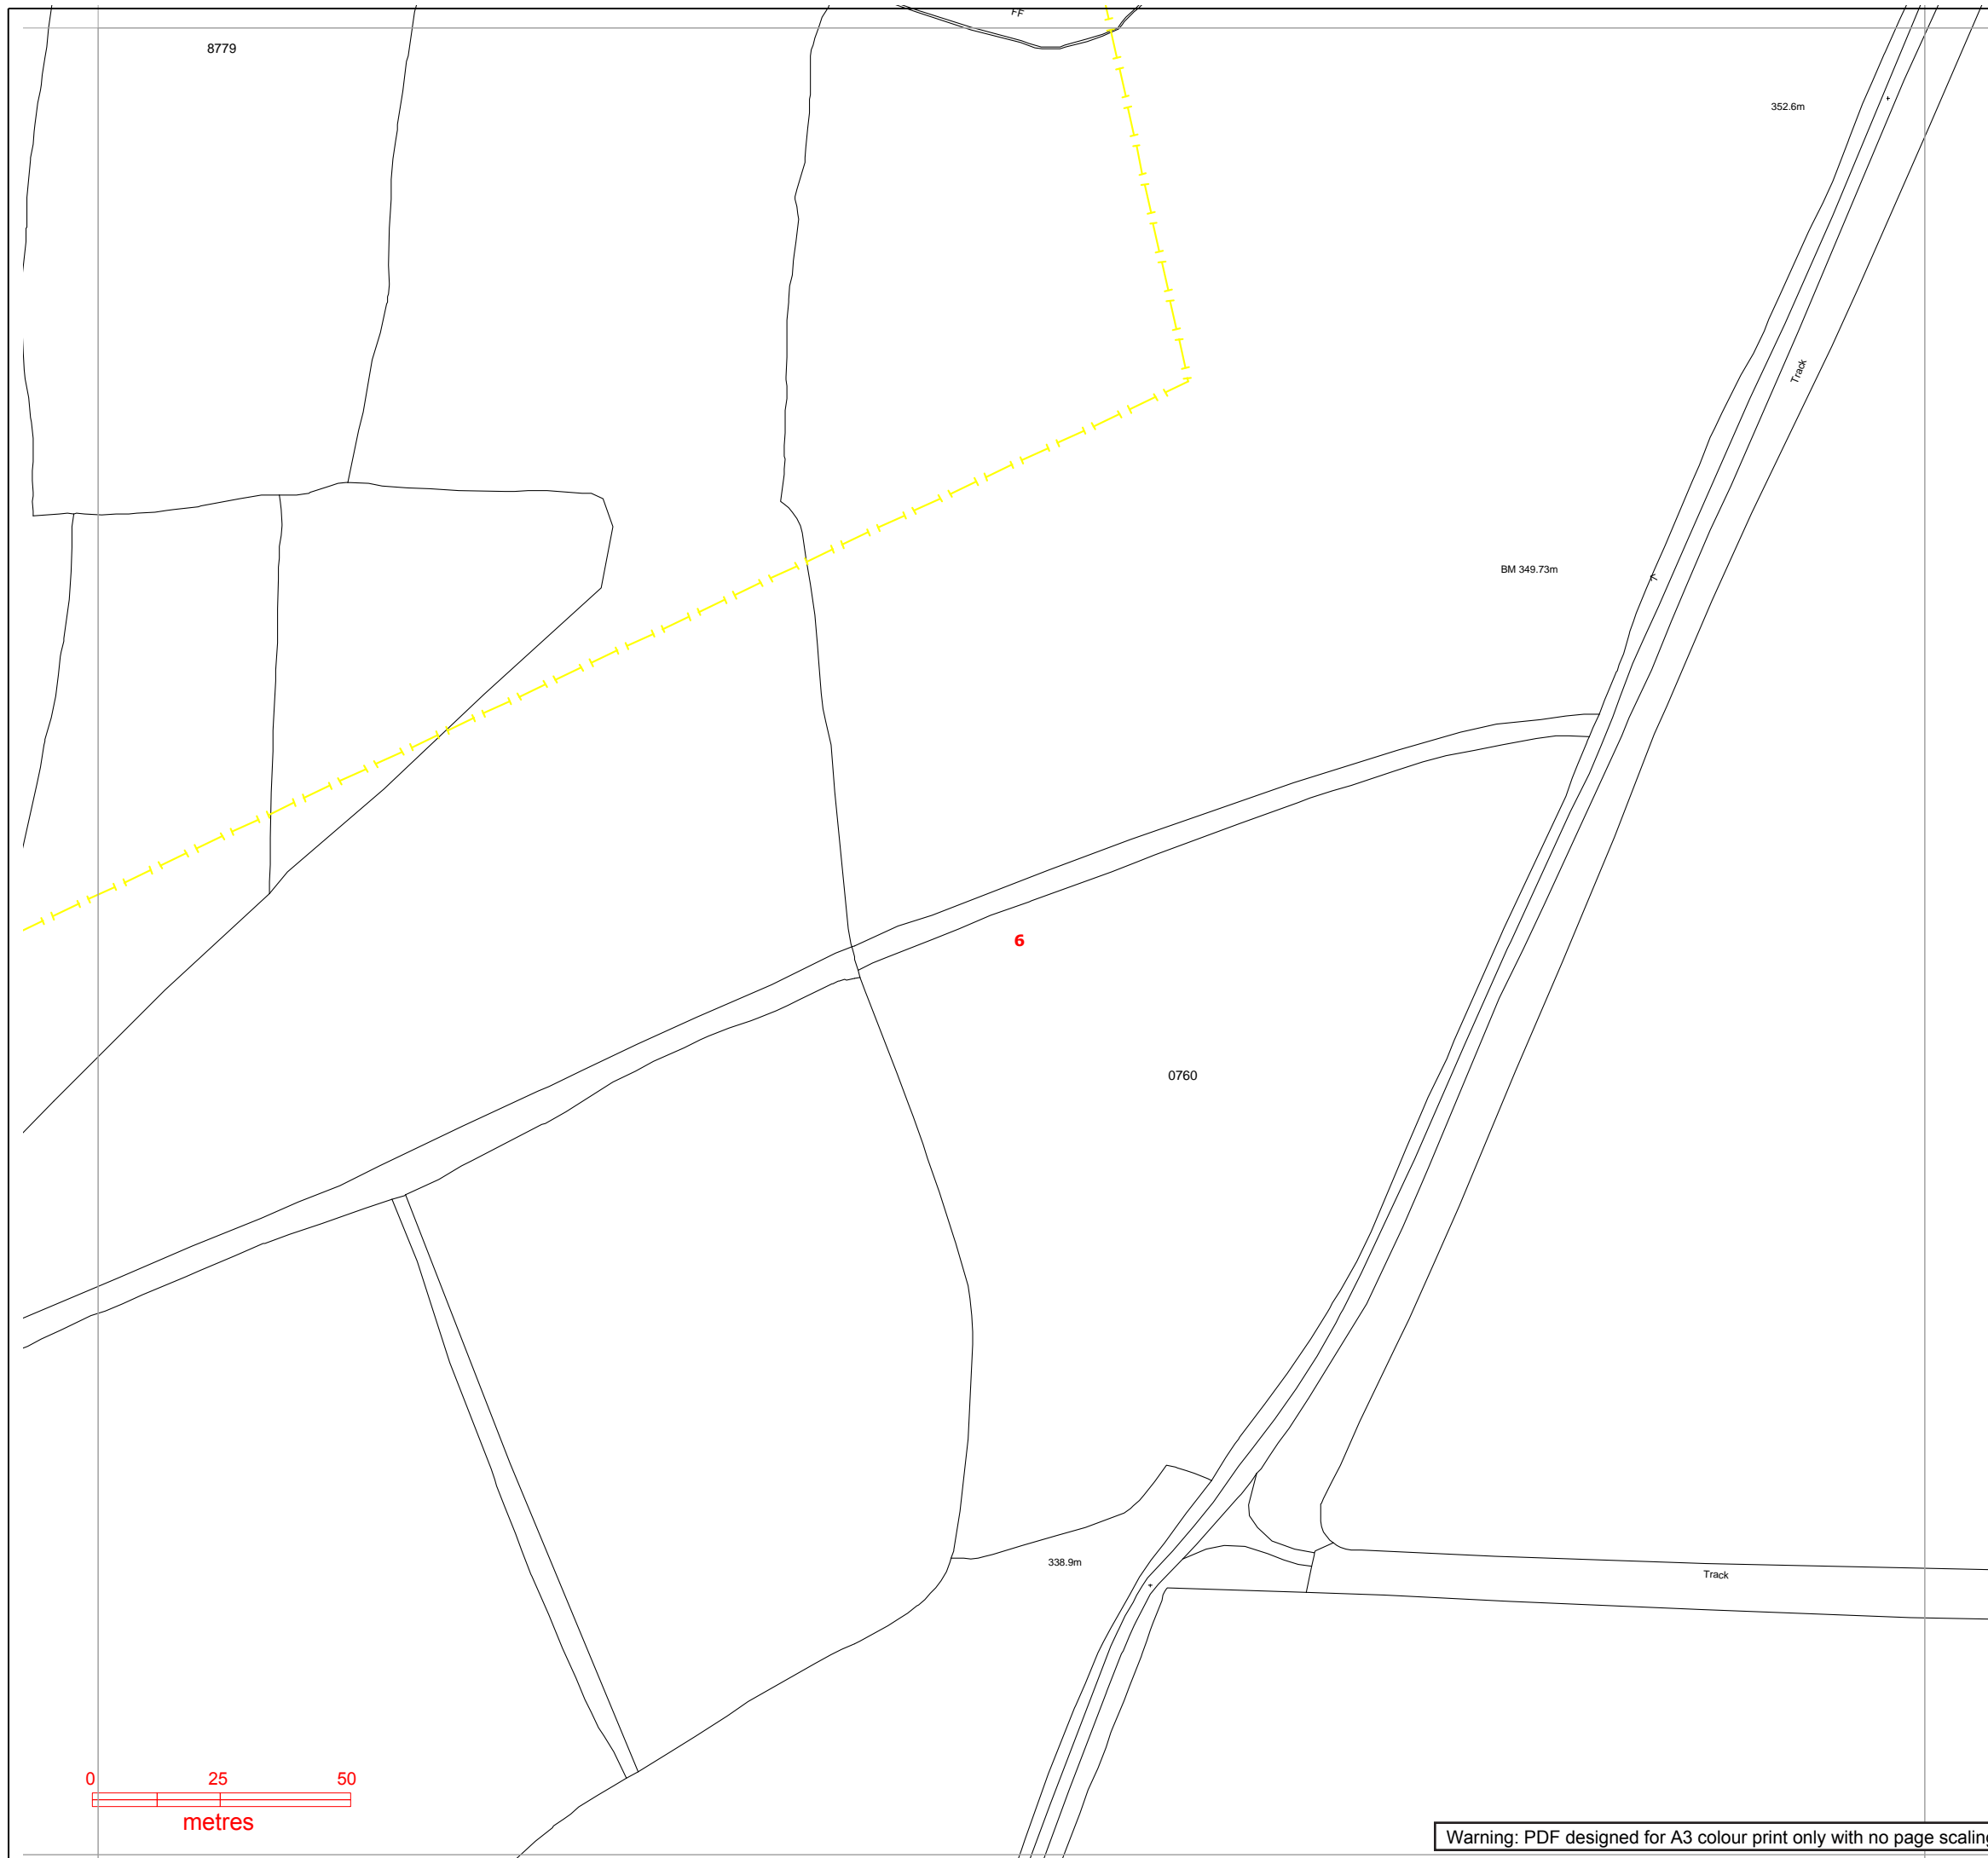 FF
8779
352.6m
Track
BM 349.73m
6
0760
338.9m
Track
0 25 50
metres
Warning: PDF designed for A3 colour print only with no page scaling